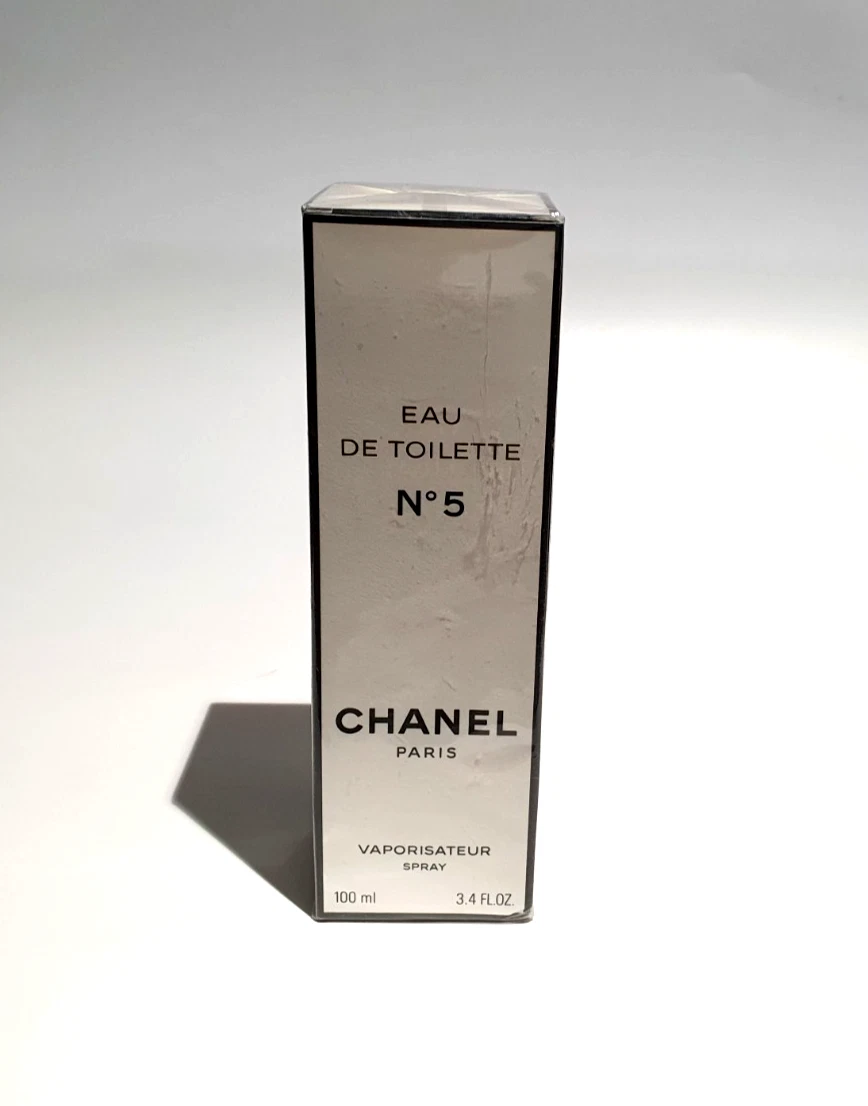 EAU
DE TOILETTE
N°5
CHANEL
PARIS
VAPORISATEUR
SPRAY
100 ml 3.4 FL.OZ.